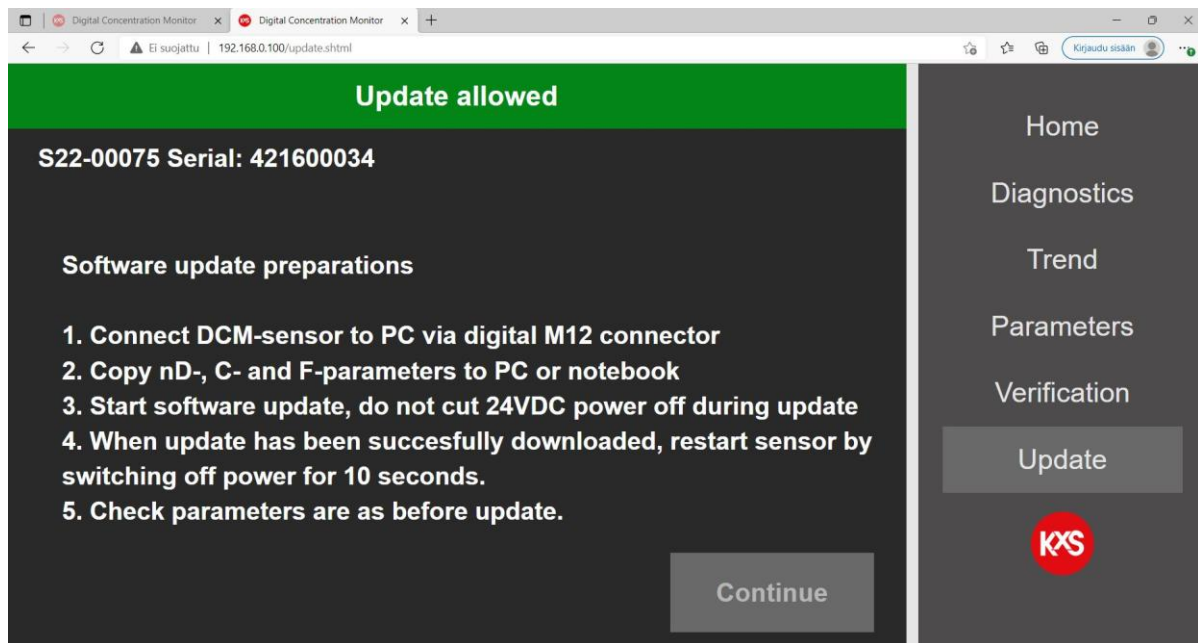 Digital Concentration Monitor
Digital Concentration Monitor
Ei suojattu | 192.168.0.100/update.shtml
Kirjaudu sisään
Update allowed
S22-00075 Serial: 421600034
Software update preparations
1. Connect DCM-sensor to PC via digital M12 connector
2. Copy nD-, C- and F-parameters to PC or notebook
3. Start software update, do not cut 24VDC power off during update
4. When update has been succesfully downloaded, restart sensor by
switching off power for 10 seconds.
5. Check parameters are as before update.
Continue
Home
Diagnostics
Trend
Parameters
Verification
Update
KXS